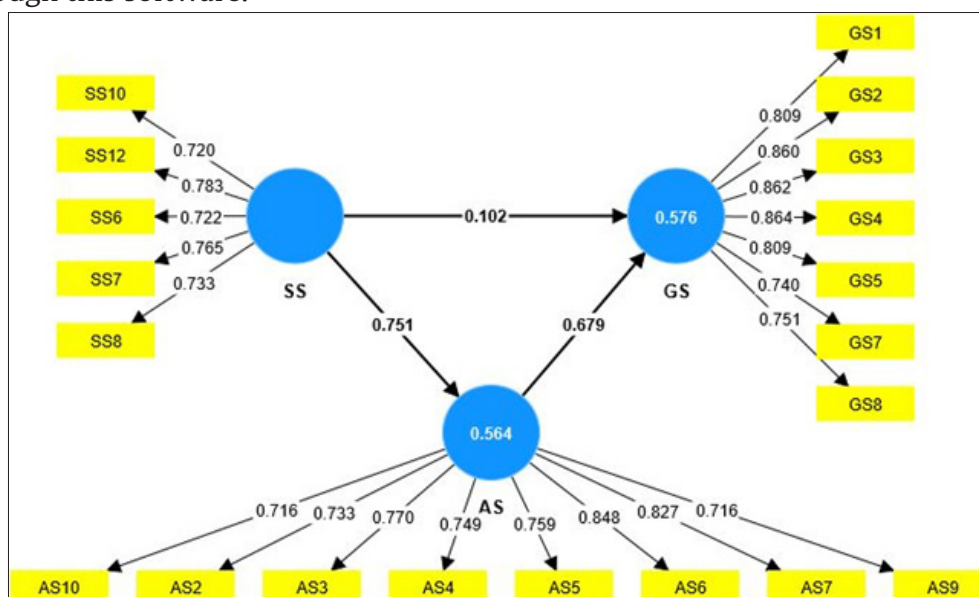 ough this software.
SS10
SS12
SS6
SS7
SS8
0.720
0.783
0.722
0.765
0.733
SS
0.102
0.751
0.679
0.576
GS
0.809
0.860
0.862
0.864
0.809
0.740
0.751
GS1
GS2
GS3
GS4
GS5
GS7
GS8
0.564
AS
0.716
0.733
0.770
0.749
0.759
0.848
0.827
0.716
AS10
AS2
AS3
AS4
AS5
AS6
AS7
AS9